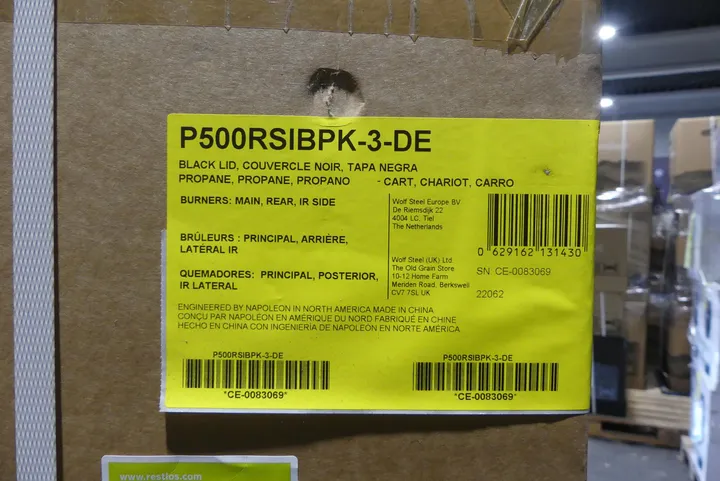 P500RSIBPK-3-DE
BLACK LID, COUVERCLE NOIR, TAPA NEGRA
PROPANE, PROPANE, PROPANO - CART, CHARIOT, CARRO
BURNERS: MAIN, REAR, IR SIDE
BRÛLEURS : PRINCIPAL, ARRIÈRE,
LATÉRAL IR
QUEMADORES: PRINCIPAL, POSTERIOR,
IR LATERAL
Wolf Steel Europe BV
De Riemsdijk 22
4004 LC, Tiel
The Netherlands
Wolf Steel (UK) Ltd
The Old Grain Store
10-12 Home Farm
Meriden Road, Berkswell
CV7 7SL UK
0 629162 131430
SN CE-0083069
22062
ENGINEERED BY NAPOLEON IN NORTH AMERICA MADE IN CHINA
CONÇU PAR NAPOLÉON EN AMÉRIQUE DU NORD FABRIQUÉ EN CHINE
HECHO EN CHINA CON INGENIERÍA DE NAPOLEÓN EN NORTE AMÉRICA.
P500RSIBPK-3-DE
*CE-0083069*
P500RSIBPK-3-DE
*CE-0083069*
www.restlos.com